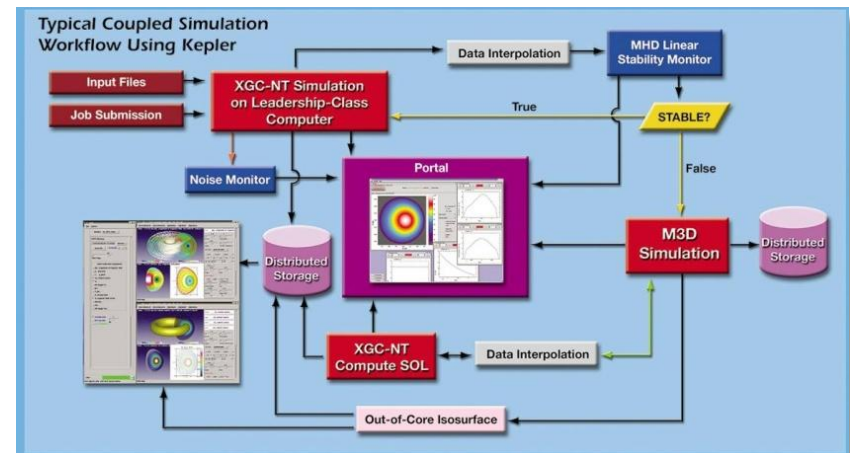 Typical Coupled Simulation
Workflow Using Kepler
Input Files
Job Submission
XGC-NT Simulation
on Leadership-Class
Computer
Data Interpolation
MHD Linear
Stability Monitor
True
STABLE?
False
Noise Monitor
Portal
Distributed
Storage
M3D
Simulation
Distributed
Storage
XGC-NT
Compute SOL
Data Interpolation
Out-of-Core Isosurface